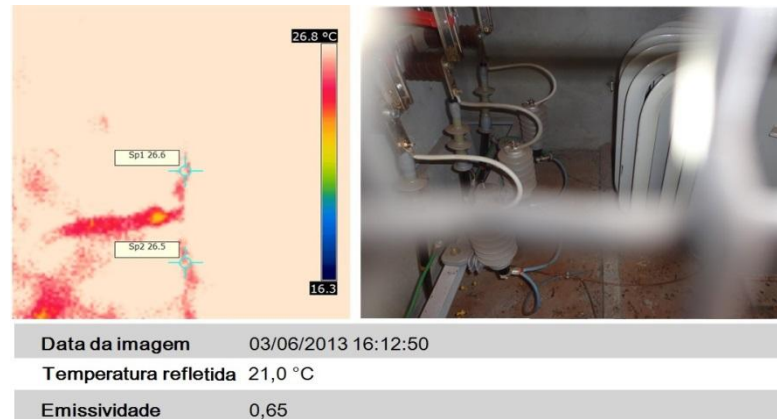 26.8 °C
Sp1 26.6
Sp2 26.5
16.3
Data da imagem 03/06/2013 16:12:50
Temperatura refletida 21,0 °C
Emissividade 0,65